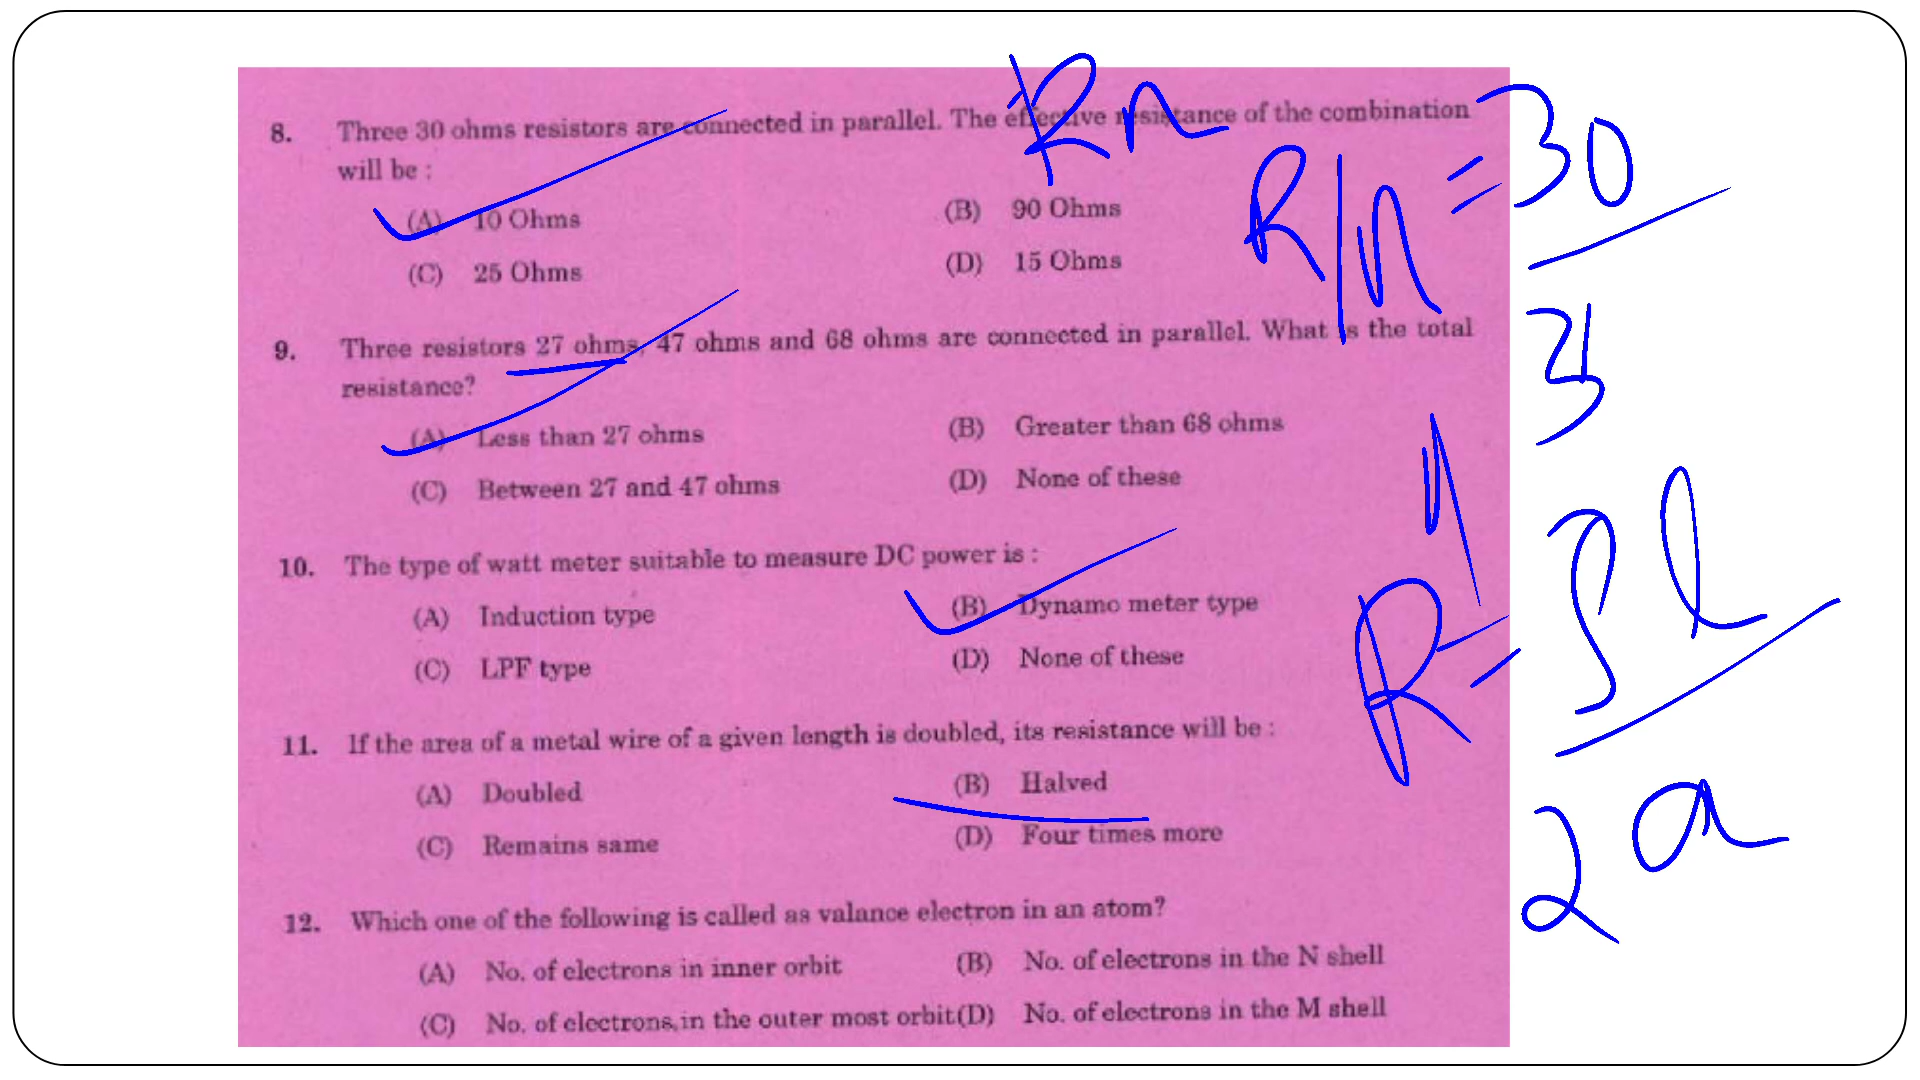 8. Three 30 ohms resistors are connected in parallel. The effective resistance of the combination
will be :
(A) 10 Ohms (B) 90 Ohms
(C) 25 Ohms (D) 15 Ohms
9. Three resistors 27 ohms, 47 ohms and 68 ohms are connected in parallel. What is the total
resistance?
(A) Less than 27 ohms (B) Greater than 68 ohms
(C) Between 27 and 47 ohms (D) None of these
10. The type of watt meter suitable to measure DC power is :
(A) Induction type (B) Dynamo meter type
(C) LPF type (D) None of these
11. If the area of a metal wire of a given length is doubled, its resistance will be :
(A) Doubled (B) Halved
(C) Remains same (D) Four times more
12. Which one of the following is called as valance electron in an atom?
(A) No. of electrons in inner orbit (B) No. of electrons in the N shell
(C) No. of electrons in the outer most orbit (D) No. of electrons in the M shell
Rn
R/n = 30
3
R = ρl
2a